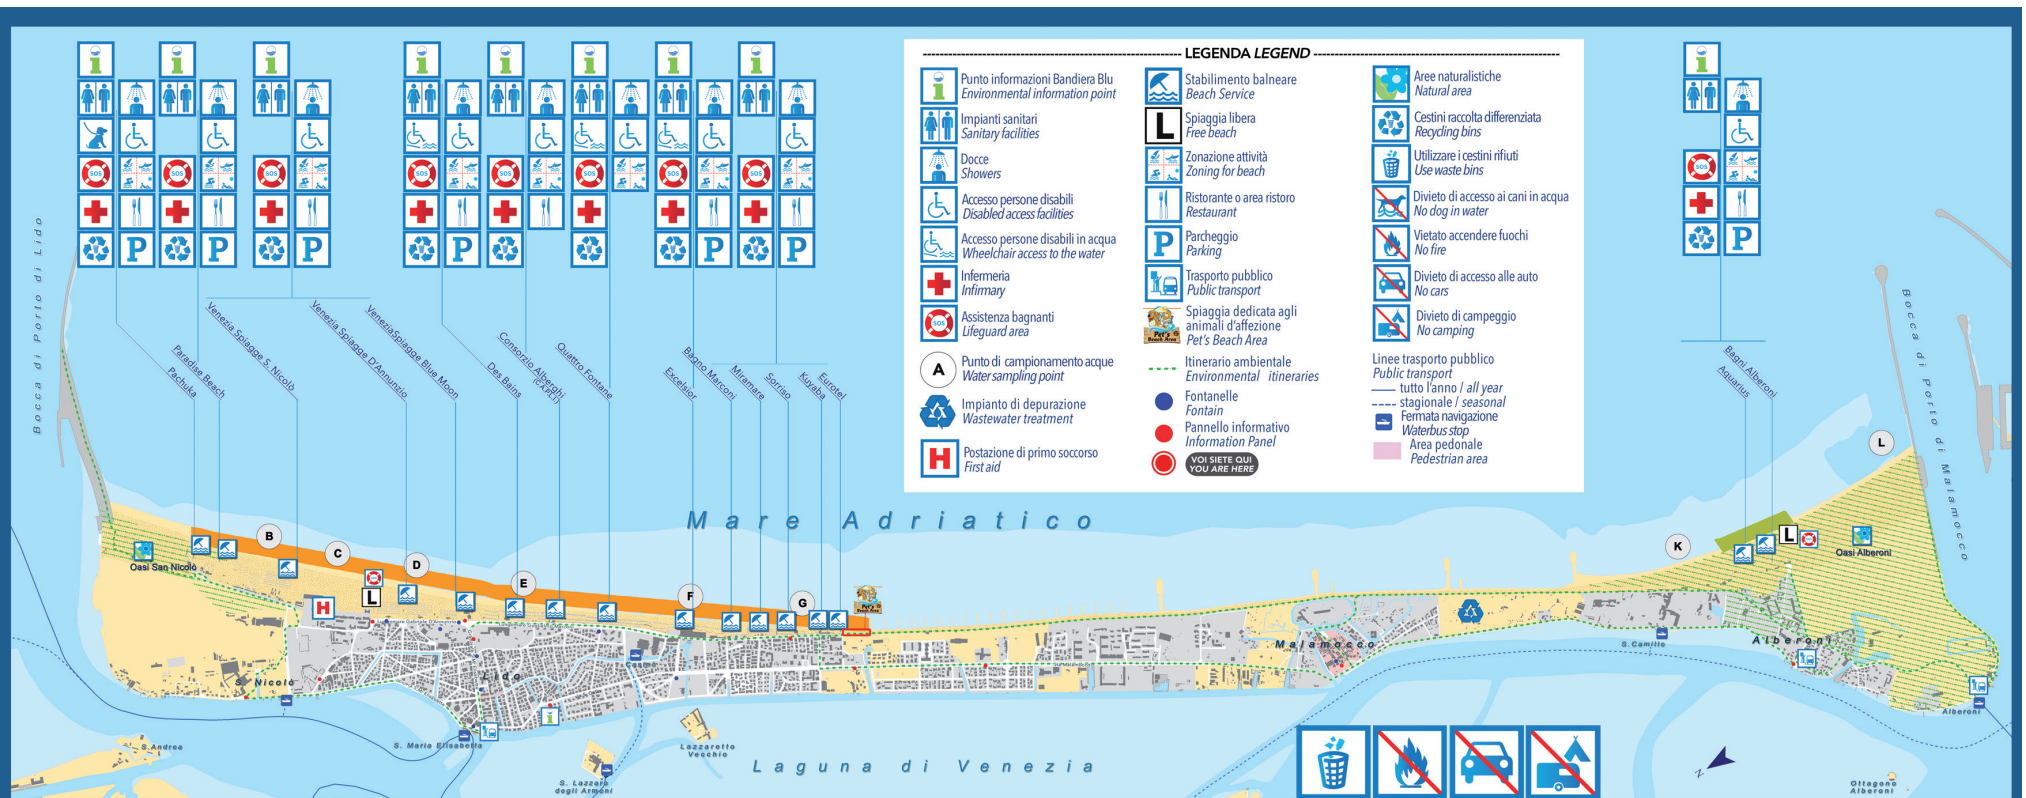 LEGENDA LEGEND
Punto informazioni Bandiera Blu
Environmental information point
Impianti sanitari
Sanitary facilities
Docce
Showers
Accesso persone disabili
Disabled access facilities
Accesso persone disabili in acqua
Wheelchair access to the water
Infermeria
Infirmary
SOS
Assistenza bagnanti
Lifeguard area
A
Punto di campionamento acque
Water sampling point
Impianto di depurazione
Wastewater treatment
H
Postazione di primo soccorso
First aid
Stabilimento balneare
Beach Service
L
Spiaggia libera
Free beach
Zonazione attività
Zoning for beach
Ristorante o area ristoro
Restaurant
P
Parcheggio
Parking
Trasporto pubblico
Public transport
Pet's
Beach Area
Spiaggia dedicata agli
animali d'affezione
Pet's Beach Area
Itinerario ambientale
Environmental itineraries
Fontanelle
Fontain
Pannello informativo
Information Panel
VOI SIETE QUI
YOU ARE HERE
Aree naturalistiche
Natural area
Cestini raccolta differenziata
Recycling bins
Utilizzare i cestini rifiuti
Use waste bins
Divieto di accesso ai cani in acqua
No dog in water
Vietato accendere fuochi
No fire
Divieto di accesso alle auto
No cars
Divieto di campeggio
No camping
Linee trasporto pubblico
Public transport
tutto l'anno / all year
stagionale / seasonal
Fermata navigazione
Waterbus stop
Area pedonale
Pedestrian area
Bocca di Porto di Lido
Pachuka
Paradise Beach
Venezia Spiagge S. Nicolò
Venezia Spiagge D'Annunzio
VeneziaSpiagge Blue Moon
Des Bains
Consorzio Alberghi
Quattro Fontane
Excelsior
Bagno Marconi
Miramare
Sorriso
Kuyaba
Eurotel
Aquarius
Bagni Alberoni
Bocca di Porto di Malamocco
Mare Adriatico
B
C
D
E
F
G
K
L
Oasi San Nicolò
H
L
Pet's
Beach Area
L
Oasi Alberoni
S. Nicolò
Lido
Malamocco
S. Camillo
Alberoni
Alberoni
S. Maria Elisabetta
S. Andrea
Lazzaretto
Vecchio
S. Lazzaro
degli Armeni
Laguna di Venezia
N
Ottagono
Alberoni